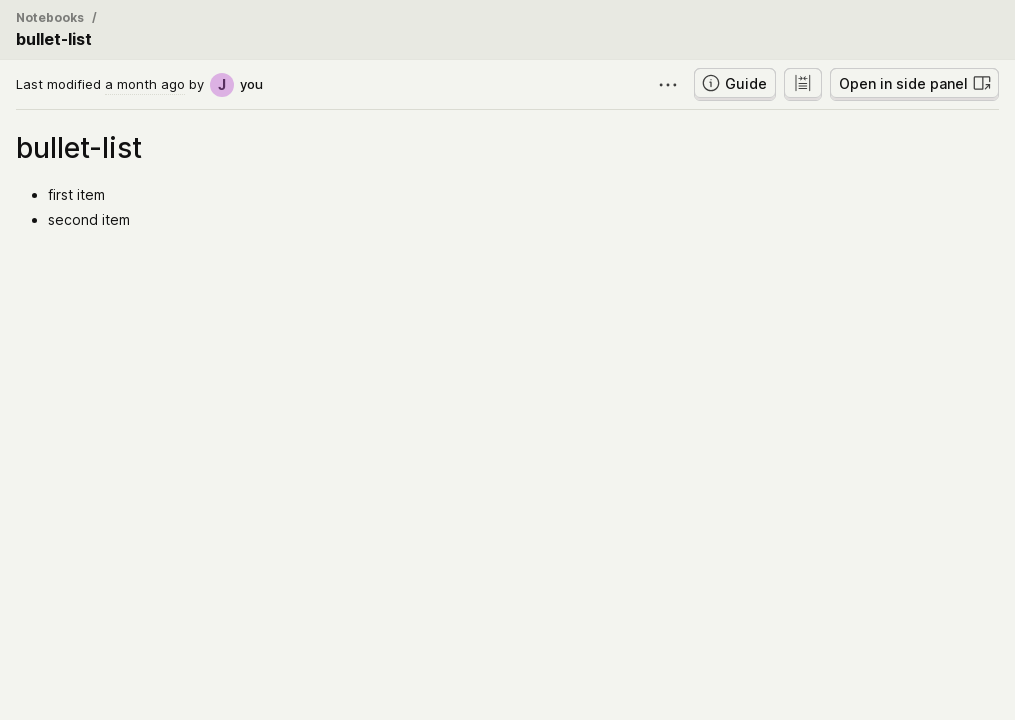 Notebooks /
bullet-list
Last modified a month ago by J you
Guide
Open in side panel
bullet-list
• first item
• second item